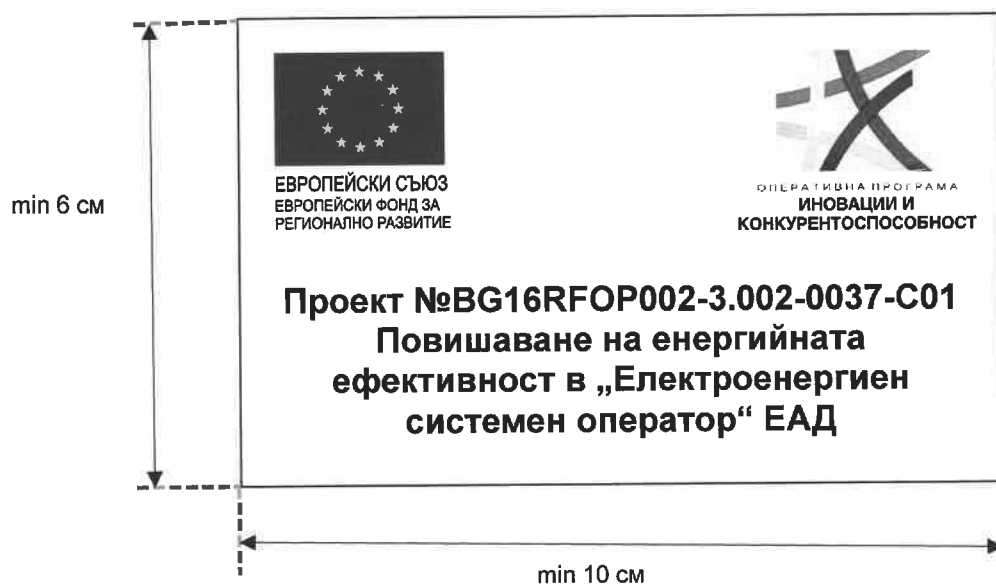 min 6 см
ЕВРОПЕЙСКИ СЪЮЗ
ЕВРОПЕЙСКИ ФОНД ЗА
РЕГИОНАЛНО РАЗВИТИЕ
ОПЕРАТИВНА ПРОГРАМА
ИНОВАЦИИ И
КОНКУРЕНТОСПОСОБНОСТ
Проект №BG16RFOP002-3.002-0037-C01
Повишаване на енергийната
ефективност в „Електроенергиен
системен оператор“ ЕАД
min 10 см